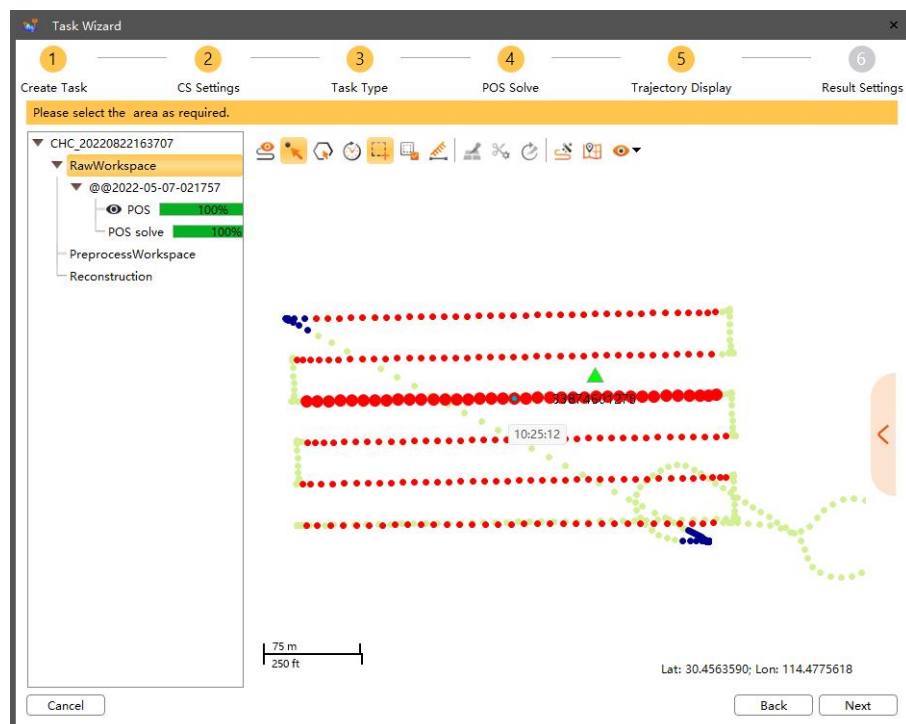 Task Wizard
1 2 3 4 5 6
Create Task CS Settings Task Type POS Solve Trajectory Display Result Settings
Please select the area as required.
CHC_20220822163707
RawWorkspace
@@2022-05-07-021757
POS 100%
POS solve 100%
PreprocessWorkspace
Reconstruction
10:25:12
75 m
250 ft
Lat: 30.4563590; Lon: 114.4775618
Cancel Back Next